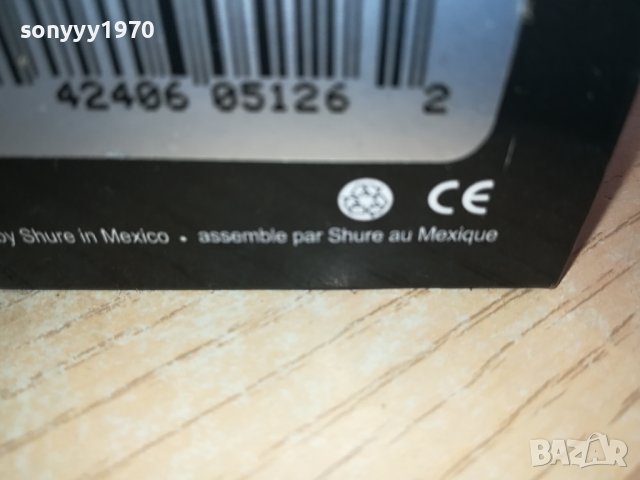 sonyyy1970
42406 05126 2
CE
by Shure in Mexico • assemble par Shure au Mexique
BAZAR